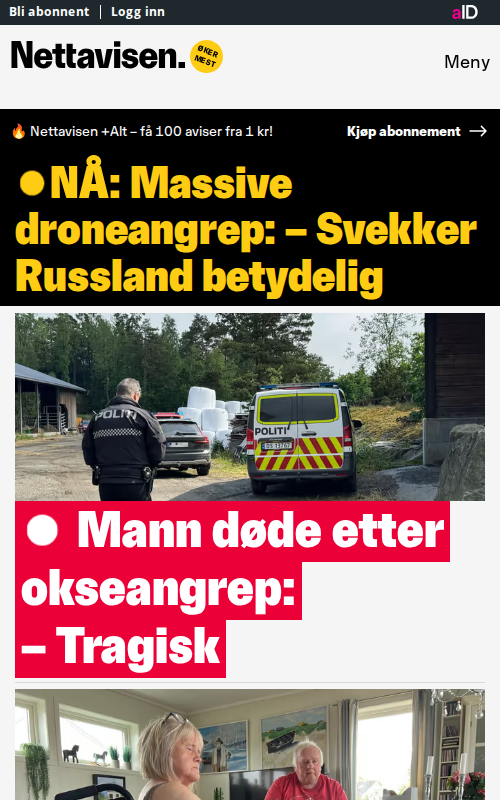 Bli abonnent | Logg inn
aID
Nettavisen.
ØKER
MEST
Meny
🔥 Nettavisen +Alt – få 100 aviser fra 1 kr!
Kjøp abonnement →
NÅ: Massive
droneangrep: – Svekker
Russland betydelig
POLITI
POLITI
Mann døde etter
okseangrep:
– Tragisk